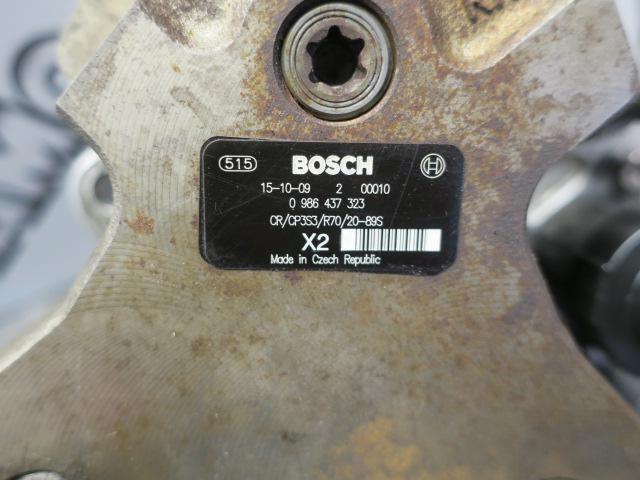 515 BOSCH
15-10-09 2 00010
0 986 437 323
CR/CP3S3/R70/20-89S
X2
Made in Czech Republic